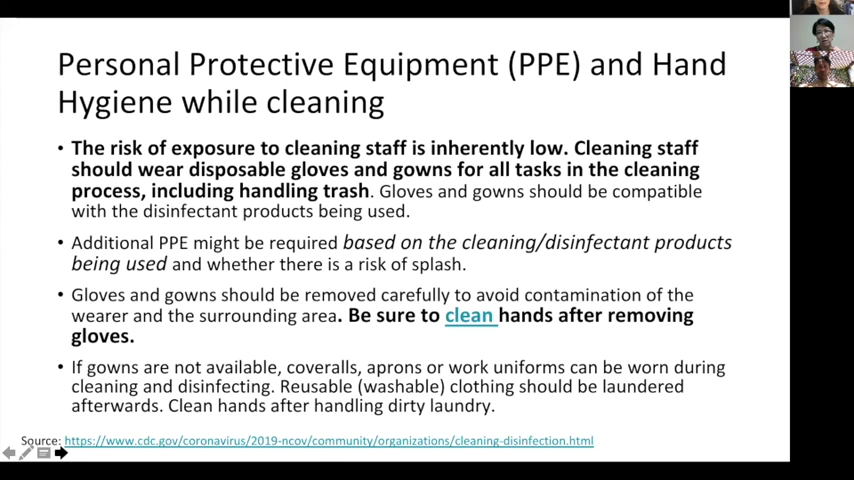 Personal Protective Equipment (PPE) and Hand
Hygiene while cleaning
• The risk of exposure to cleaning staff is inherently low. Cleaning staff
should wear disposable gloves and gowns for all tasks in the cleaning
process, including handling trash. Gloves and gowns should be compatible
with the disinfectant products being used.
• Additional PPE might be required based on the cleaning/disinfectant products
being used and whether there is a risk of splash.
• Gloves and gowns should be removed carefully to avoid contamination of the
wearer and the surrounding area. Be sure to clean hands after removing
gloves.
• If gowns are not available, coveralls, aprons or work uniforms can be worn during
cleaning and disinfecting. Reusable (washable) clothing should be laundered
afterwards. Clean hands after handling dirty laundry.
Source: https://www.cdc.gov/coronavirus/2019-ncov/community/organizations/cleaning-disinfection.html